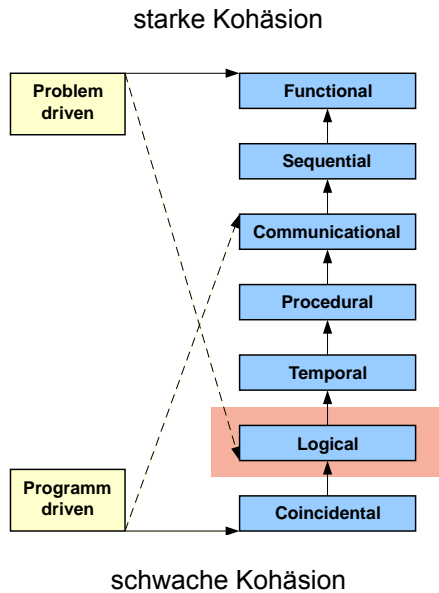 starke Kohäsion
Problem
driven
Functional
Sequential
Communicational
Procedural
Temporal
Logical
Programm
driven
Coincidental
schwache Kohäsion